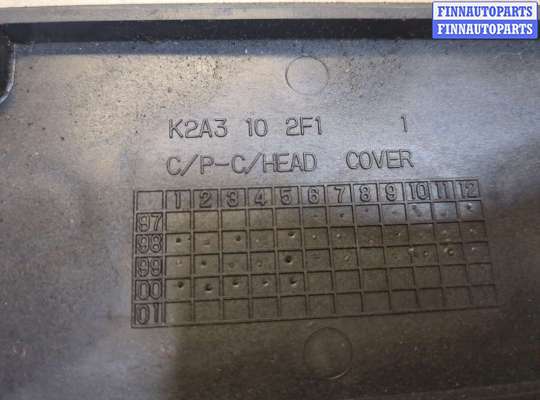 FINNAUTOPARTS
FINNAUTOPARTS
K2A3 10 2F1 1
C/P-C/HEAD COVER
1 2 3 4 5 6 7 8 9 10 11 12
97
98
99
00
01